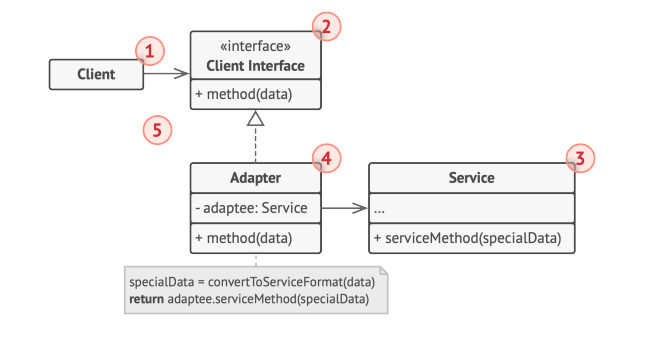 1
2
«interface»
Client
Client Interface
+ method(data)
5
4
3
Adapter
Service
- adaptee: Service
...
+ method(data)
+ serviceMethod(specialData)
specialData = convertToServiceFormat(data)
return adaptee.serviceMethod(specialData)